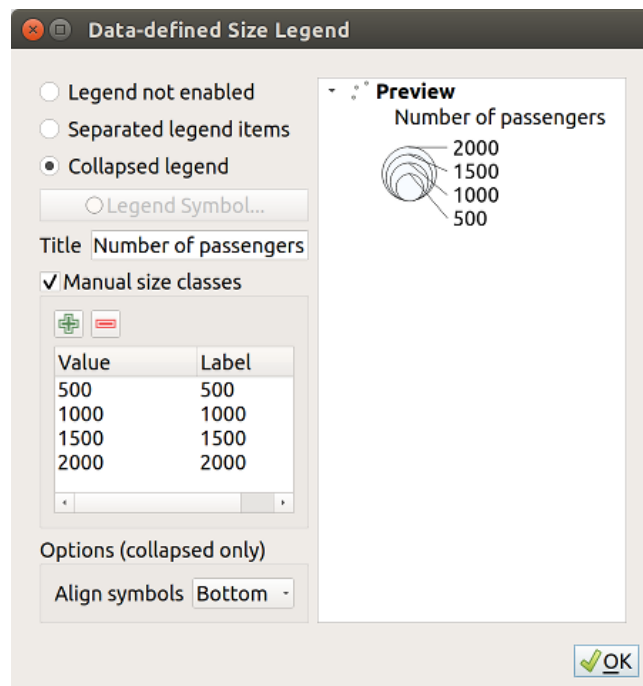 Data-defined Size Legend
Legend not enabled
Separated legend items
Collapsed legend
Legend Symbol...
Title Number of passengers
Manual size classes
Value Label
500 500
1000 1000
1500 1500
2000 2000
Options (collapsed only)
Align symbols Bottom
Preview
Number of passengers
2000
1500
1000
500
OK